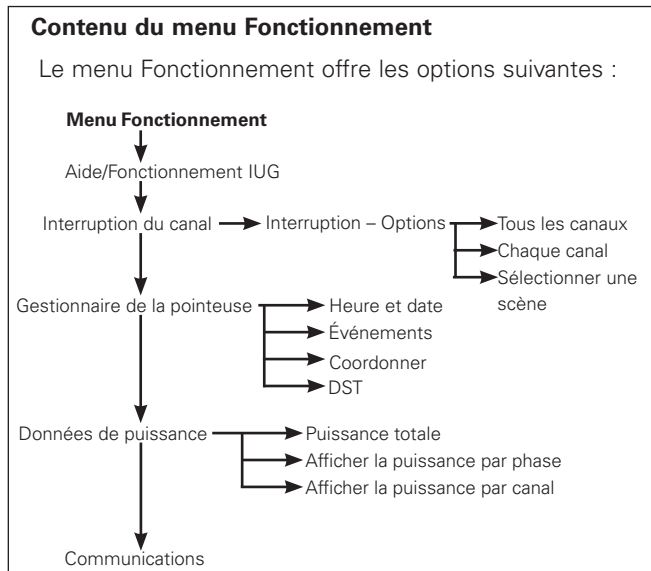 Contenu du menu Fonctionnement
Le menu Fonctionnement offre les options suivantes :
Menu Fonctionnement
Aide/Fonctionnement IUG
Interruption du canal
Interruption – Options
Tous les canaux
Chaque canal
Sélectionner une
scène
Gestionnaire de la pointeuse
Heure et date
Événements
Coordonner
DST
Données de puissance
Puissance totale
Afficher la puissance par phase
Afficher la puissance par canal
Communications